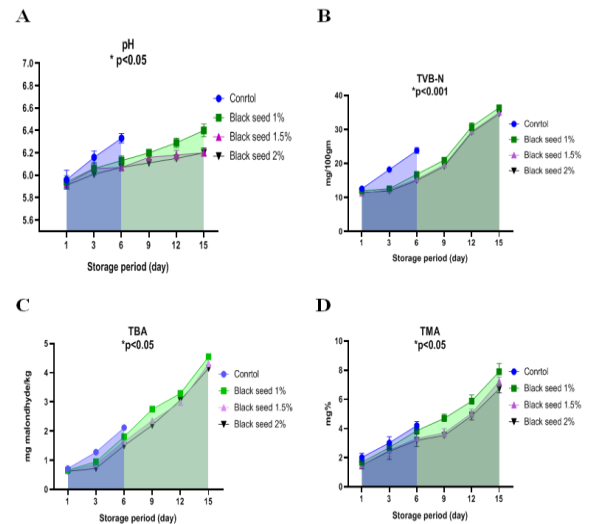 A
pH
* p<0.05
7.0
6.8
6.6
6.4
6.2
6.0
5.8
5.6
1 3 6 9 12 15
Storage period (day)
Conrtol
Black seed 1%
Black seed 1.5%
Black seed 2%
B
TVB-N
*p<0.001
mg/100gm
40
30
20
10
0
1 3 6 9 12 15
Storage period (day)
Conrtol
Black seed 1%
Black seed 1.5%
Black seed 2%
C
TBA
*p<0.05
mg malondhyde/kg
5
4
3
2
1
0
1 3 6 9 12 15
Storage period (day)
Conrtol
Black seed 1%
Black seed 1.5%
Black seed 2%
D
TMA
*p<0.05
mg%
10
8
6
4
2
0
1 3 6 9 12 15
Storage period (day)
Conrtol
Black seed 1%
Black seed 1.5%
Black seed 2%